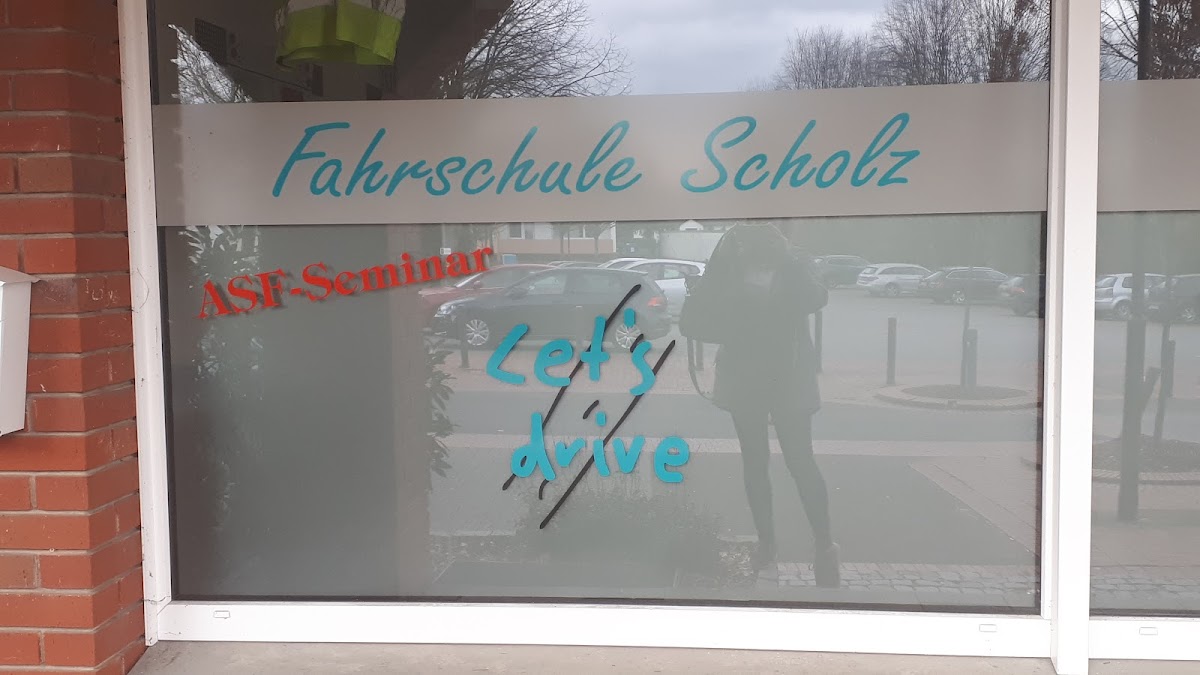 Fahrschule Scholz
ASF-Seminar
Let's
drive